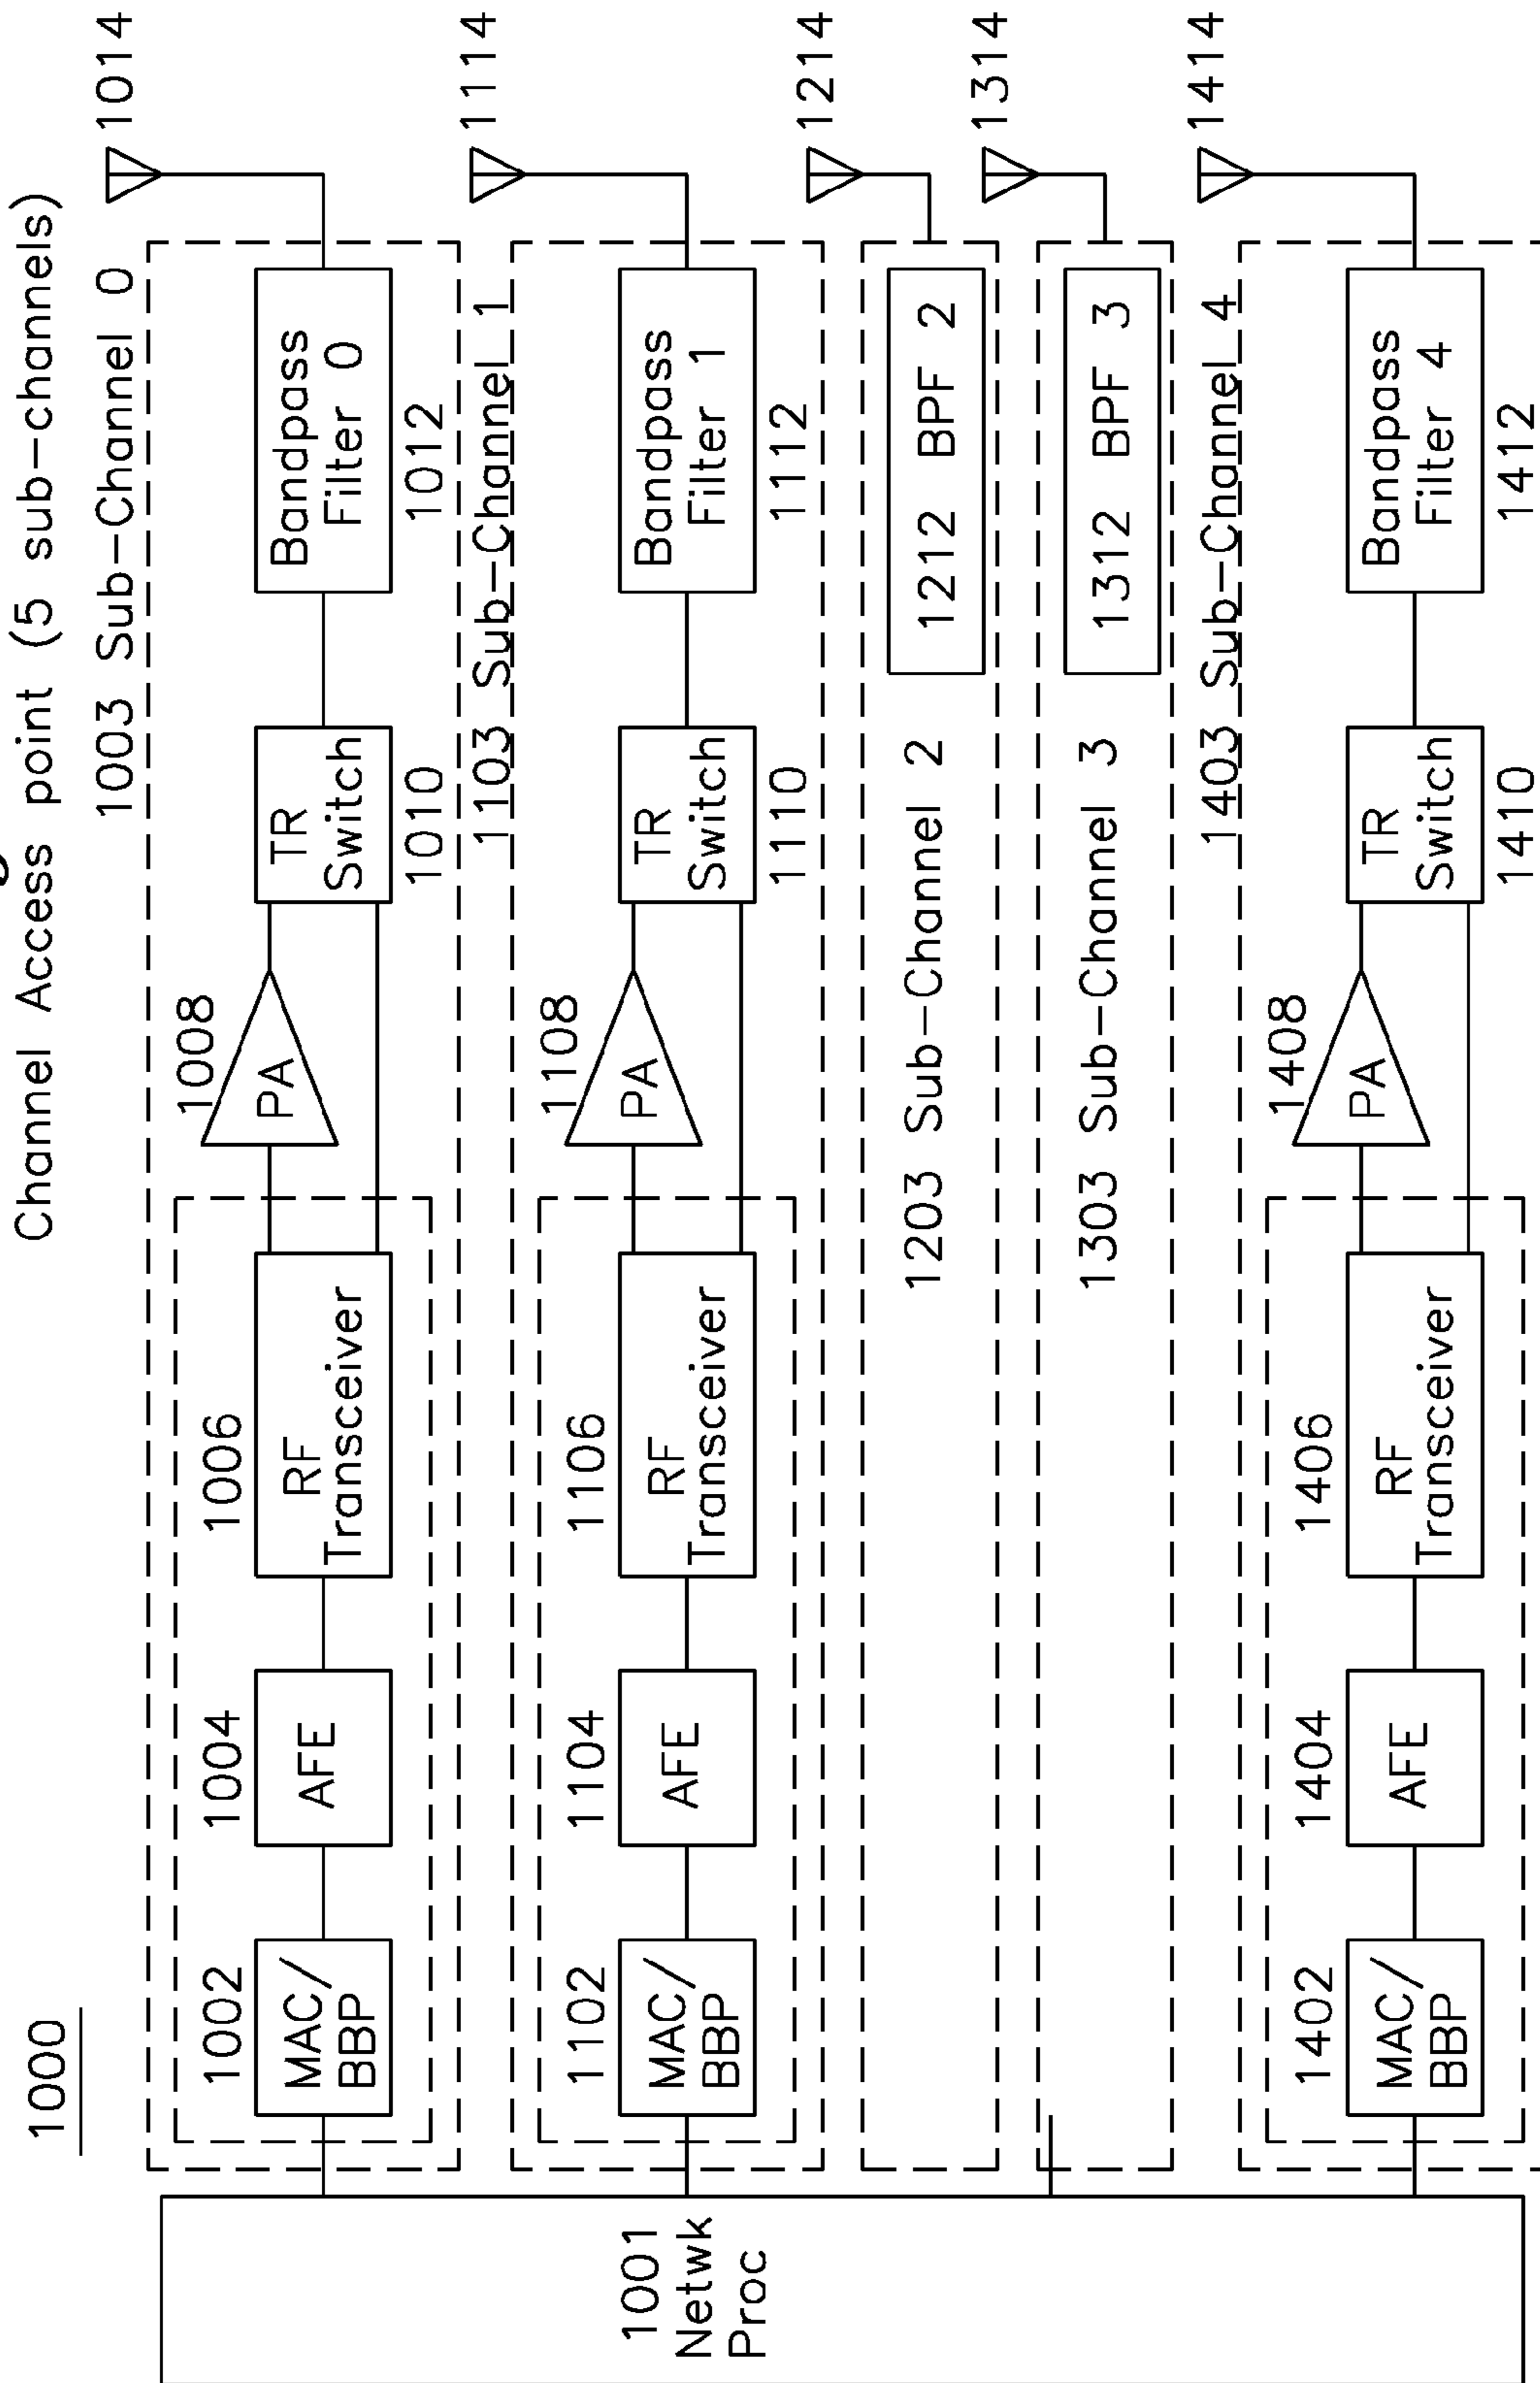 Channel Access point (5 sub-channels)
1000
1003 Sub-Channel 0
1014
1002
MAC/
BBP
1004
AFE
1006
RF
Transceiver
1008
PA
TR
Switch
1010
Bandpass
Filter 0
1012
1103 Sub-Channel 1
1114
1102
MAC/
BBP
1104
AFE
1106
RF
Transceiver
1108
PA
TR
Switch
1110
Bandpass
Filter 1
1112
1001
Netwk
Proc
1203 Sub-Channel 2
1212 BPF 2
1214
1303 Sub-Channel 3
1312 BPF 3
1314
1403 Sub-Channel 4
1414
1402
MAC/
BBP
1404
AFE
1406
RF
Transceiver
1408
PA
TR
Switch
1410
Bandpass
Filter 4
1412